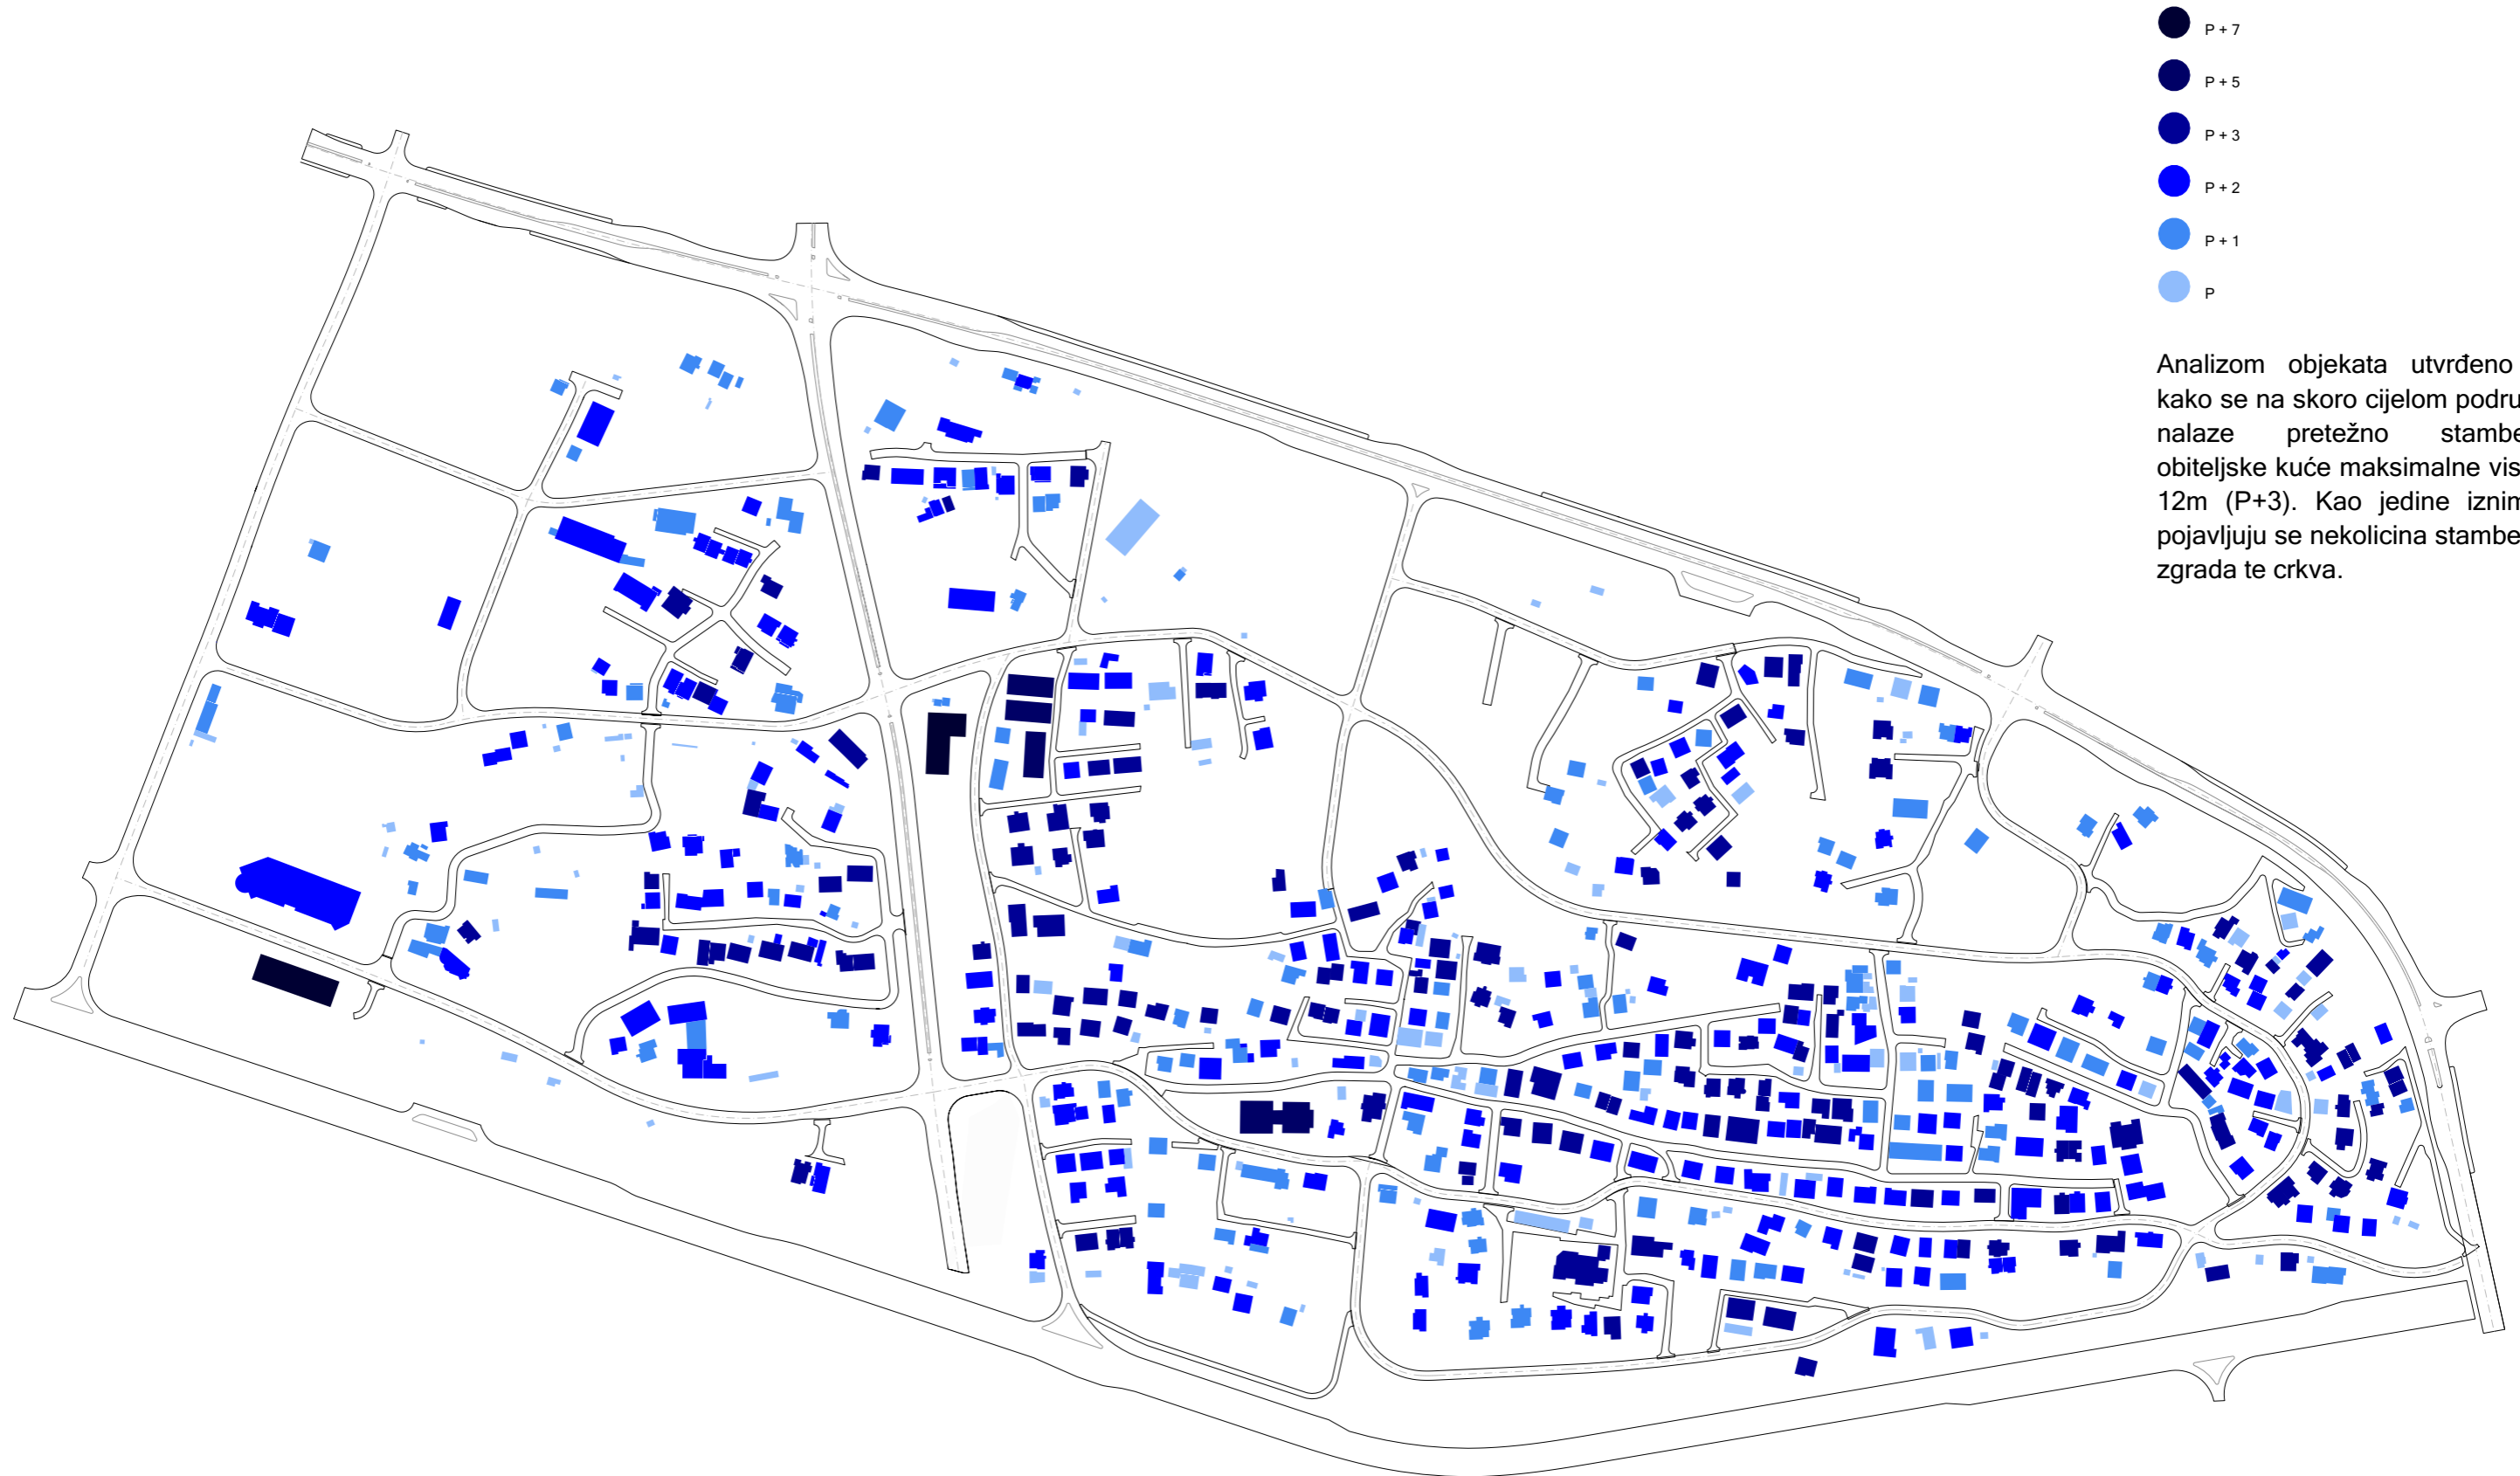 P + 7
P + 5
P + 3
P + 2
P + 1
P
Analizom objekata utvrđeno
kako se na skoro cijelom podru
nalaze pretežno stambe
obiteljske kuće maksimalne vis
12m (P+3). Kao jedine iznim
pojavljuju se nekolicina stambe
zgrada te crkva.